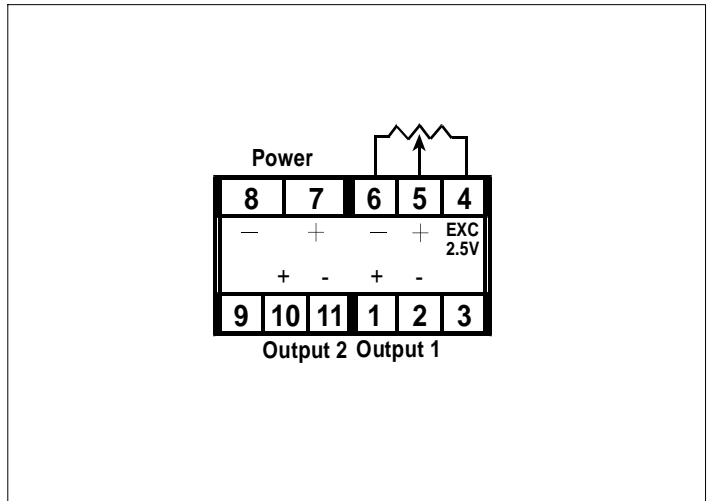 Power
8 7 6 5 4
— + — + EXC
2.5V
+ - + -
9 10 11 1 2 3
Output 2 Output 1